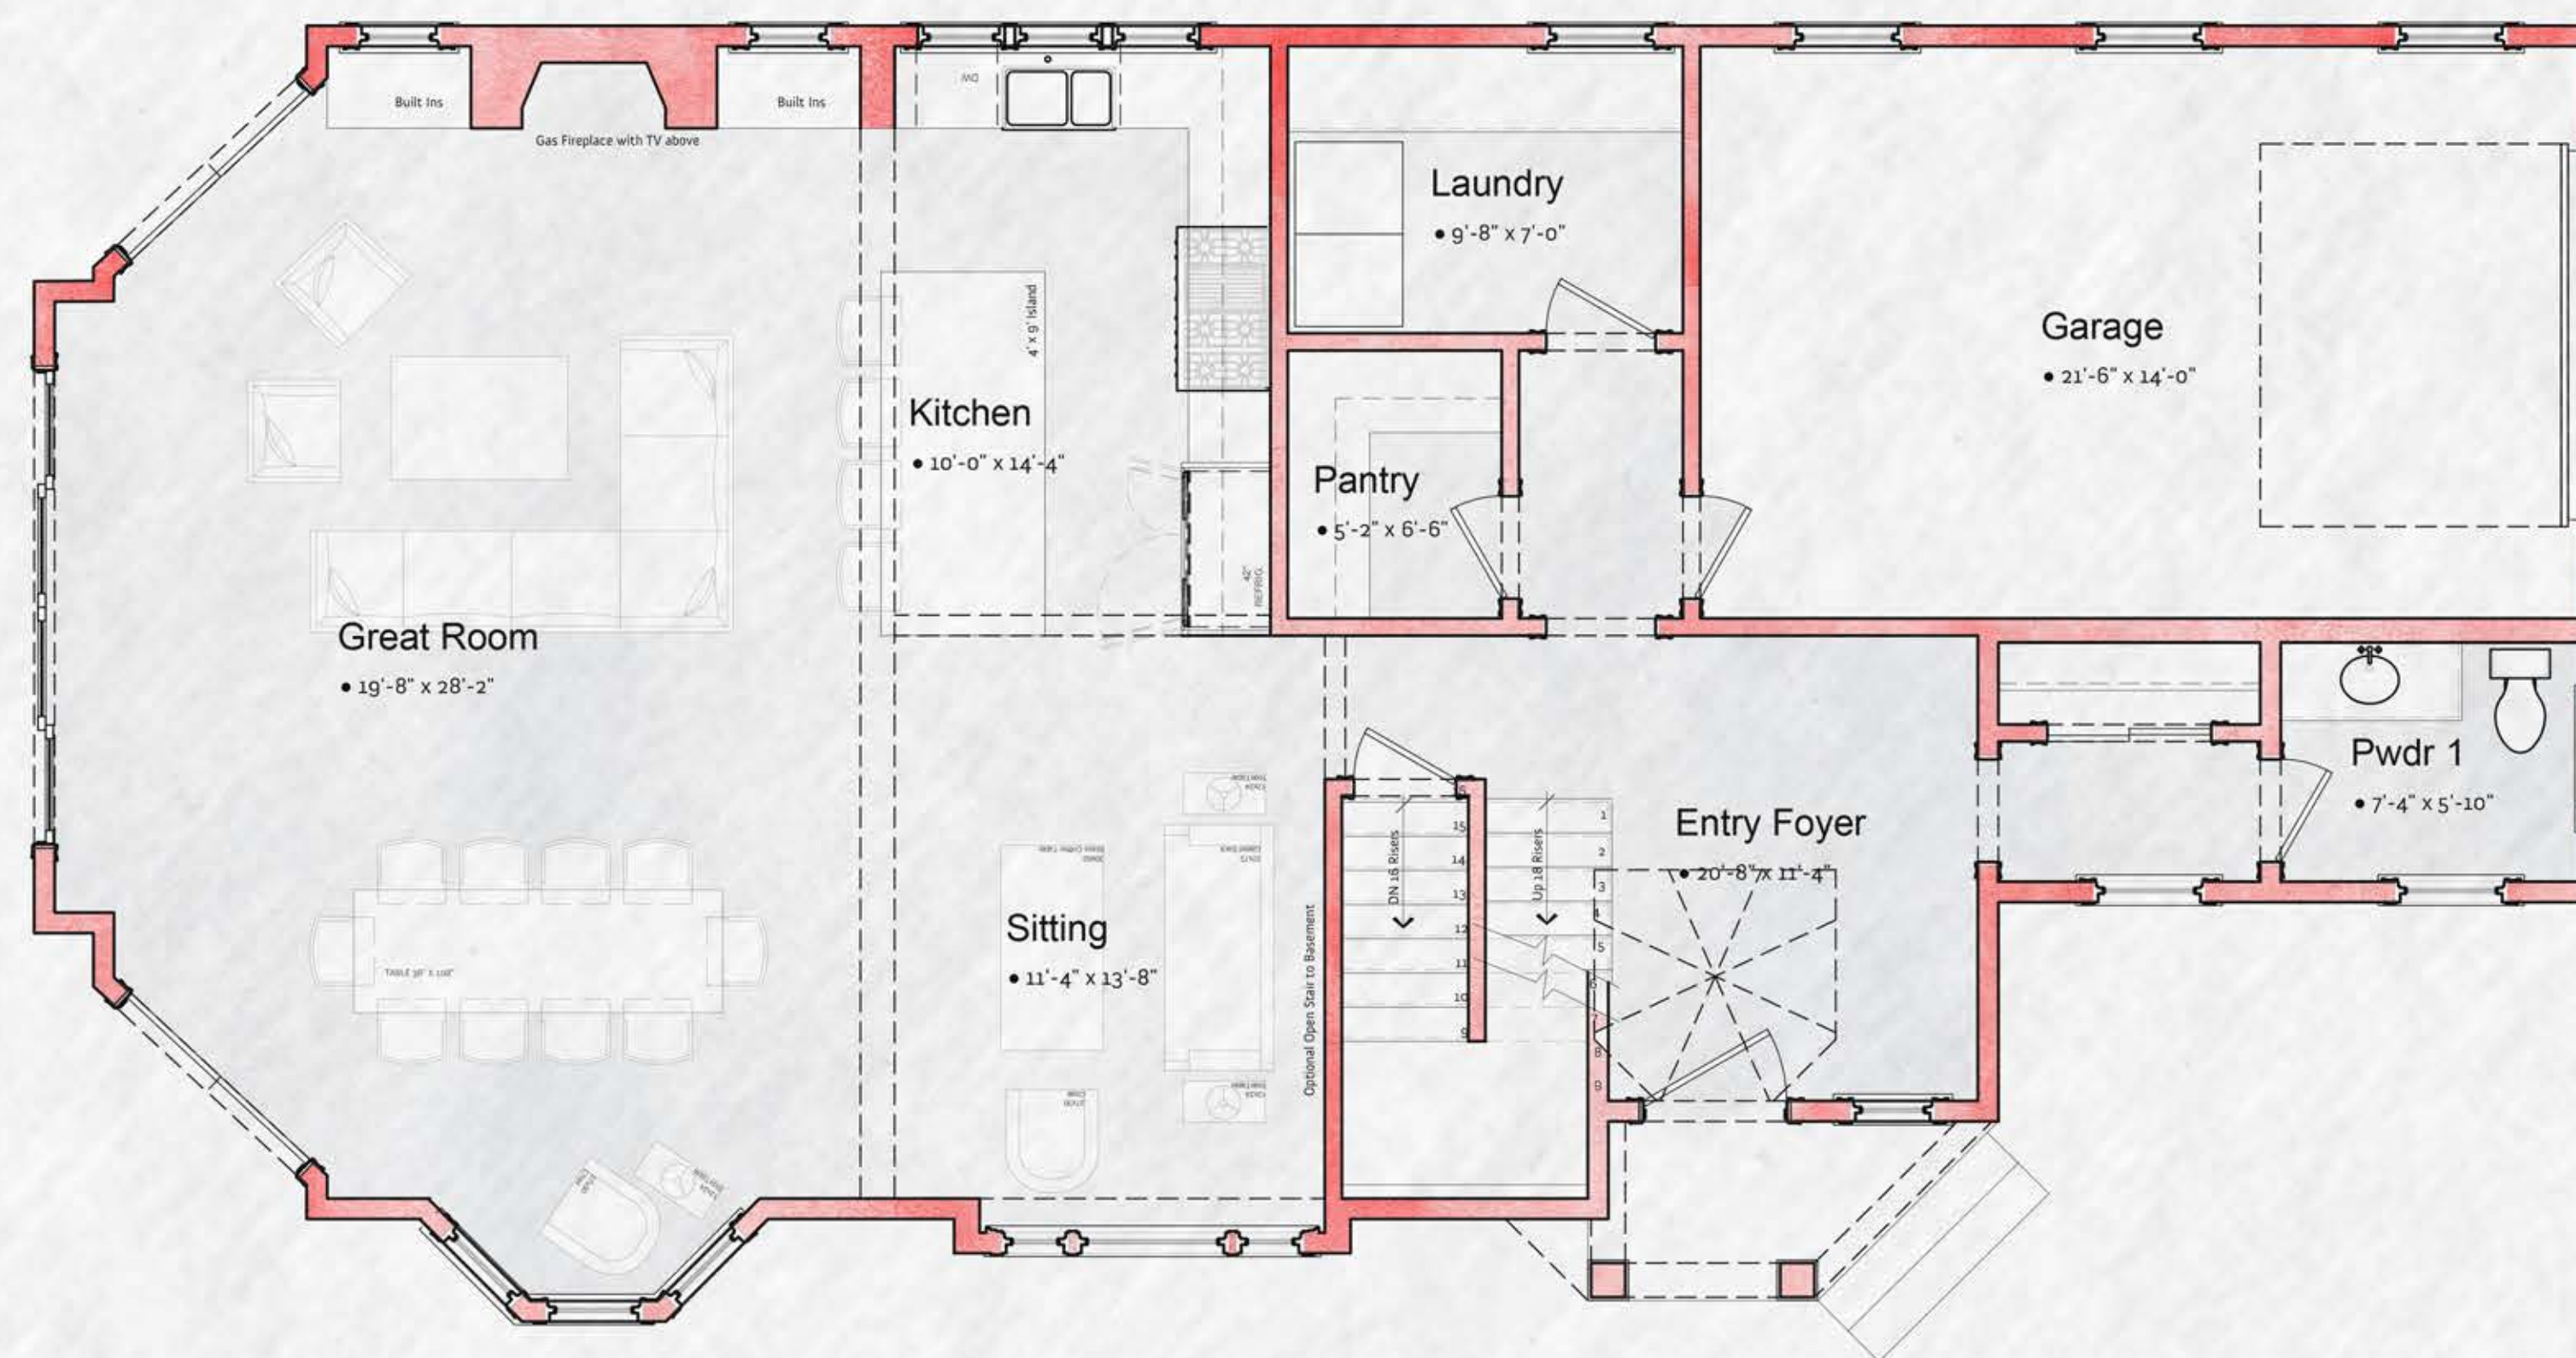 Built Ins
Gas Fireplace with TV above
Built Ins
DW
Laundry
• 9'-8" x 7'-0"
4' x 9' Island
Kitchen
• 10'-0" x 14'-4"
Garage
• 21'-6" x 14'-0"
Pantry
• 5'-2" x 6'-6"
42"
REFRIG.
Great Room
• 19'-8" x 28'-2"
Pwdr 1
• 7'-4" x 5'-10"
Entry Foyer
• 20'-8" x 11'-4"
Sitting
• 11'-4" x 13'-8"
DN 16 Risers
Up 18 Risers
15
14
13
12
11
10
9
1
2
3
4
5
6
7
8
9
Optional Open Stair to Basement